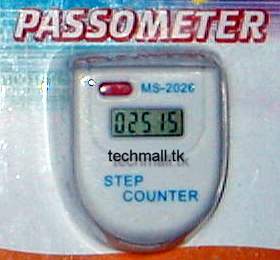 PASSOMETER
MS-2026
02515
techmall.tk
STEP
COUNTER